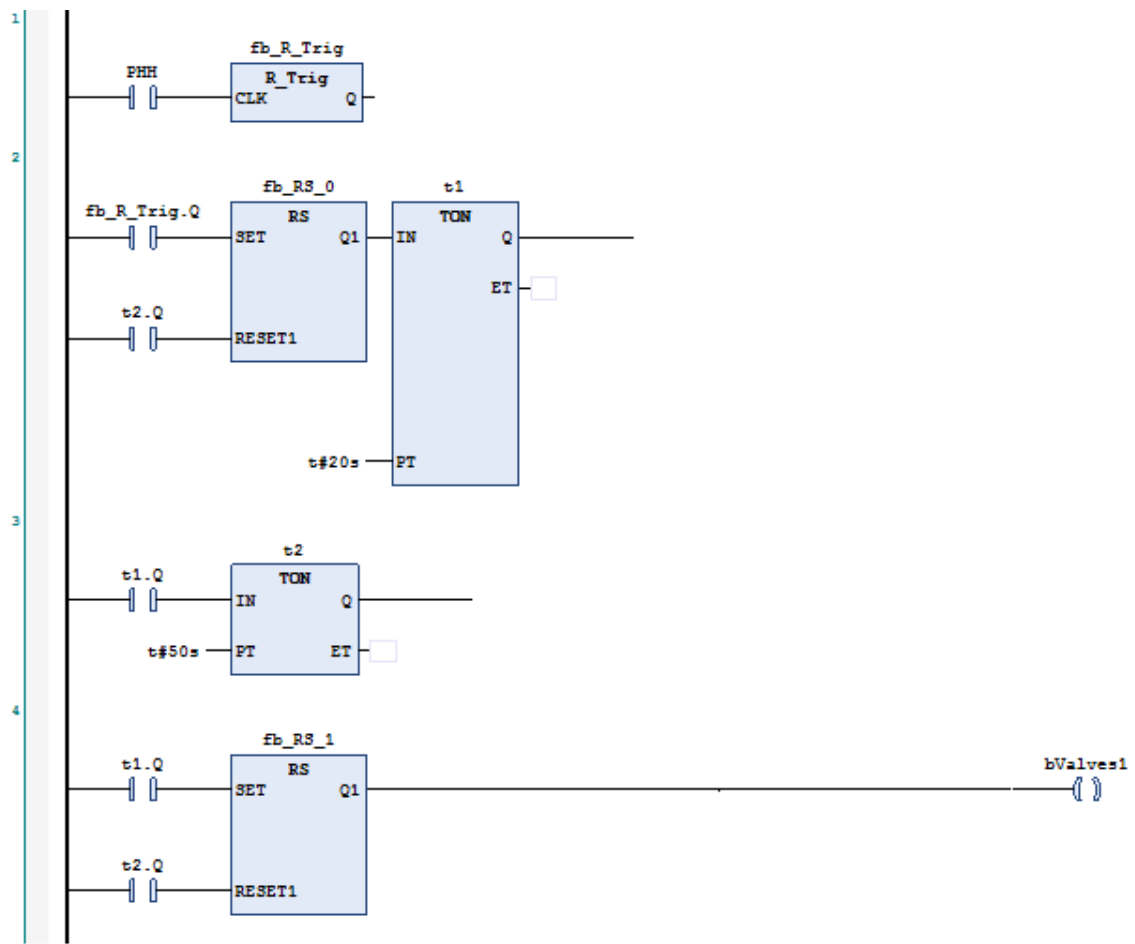 1
fb_R_Trig
PHH
R_Trig
CLK Q
2
fb_RS_0 t1
fb_R_Trig.Q
RS TON
SET Q1 IN Q
ET
t2.Q
RESET1
t#20s PT
3
t2
t1.Q
TON
IN Q
t#50s PT ET
4
fb_RS_1
t1.Q
RS
bValves1
SET Q1
t2.Q
RESET1